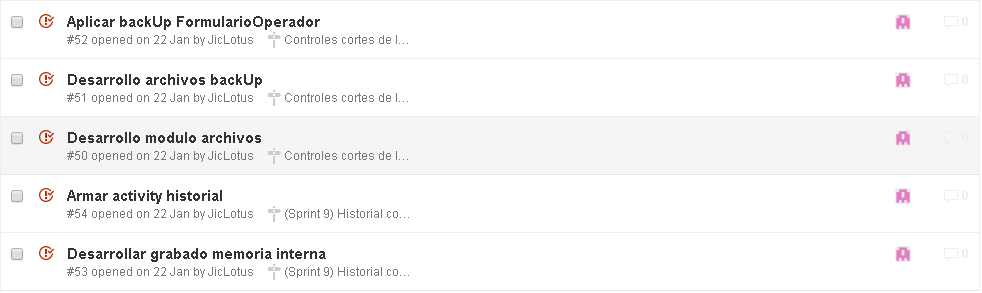 Aplicar backUp FormularioOperador
#52 opened on 22 Jan by JicLotus Controles cortes de l… 0
Desarrollo archivos backUp
#51 opened on 22 Jan by JicLotus Controles cortes de l… 0
Desarrollo modulo archivos
#50 opened on 22 Jan by JicLotus Controles cortes de l… 0
Armar activity historial
#54 opened on 22 Jan by JicLotus (Sprint 9) Historial co… 0
Desarrollar grabado memoria interna
#53 opened on 22 Jan by JicLotus (Sprint 9) Historial co… 0